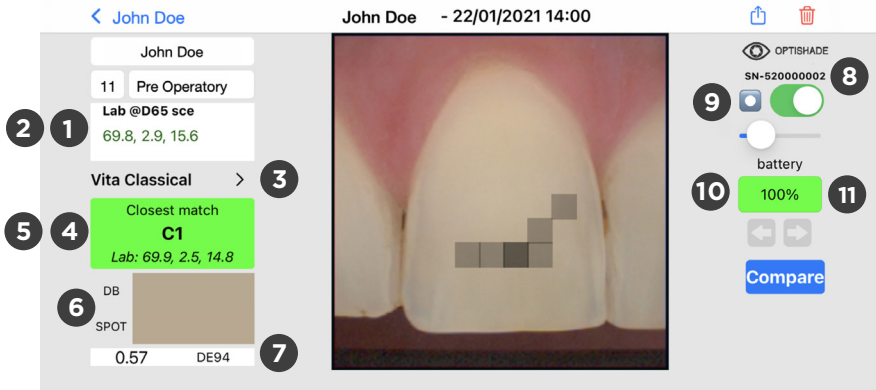 John Doe
John Doe - 22/01/2021 14:00
John Doe
11 Pre Operatory
Lab @D65 sce
2 1
69.8, 2.9, 15.6
Vita Classical
3
Closest match
5 4
C1
Lab: 69.9, 2.5, 14.8
DB
6
SPOT
0.57 DE94
7
OPTISHADE
SN-520000002
8
9
battery
10
100%
11
Compare